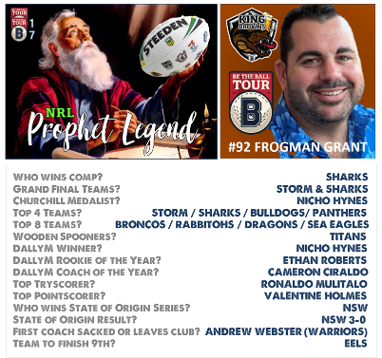 BE THE BALL
TOUR
B
1
7
STEEDEN
NRL
Prophet Legend
KING
BROWNS
BE THE BALL
TOUR
B
#92 FROGMAN GRANT
Who wins comp? SHARKS
Grand Final Teams? STORM & SHARKS
Churchill Medalist? NICHO HYNES
Top 4 Teams? STORM / SHARKS / BULLDOGS/ PANTHERS
Top 8 Teams? BRONCOS / RABBITOHS / DRAGONS / SEA EAGLES
Wooden Spooners? TITANS
DallyM Winner? NICHO HYNES
DallyM Rookie of the Year? ETHAN ROBERTS
DallyM Coach of the Year? CAMERON CIRALDO
Top Tryscorer? RONALDO MULITALO
Top Pointscorer? VALENTINE HOLMES
Who wins State of Origin Series? NSW
State of Origin Result? NSW 3-0
First coach sacked or leaves club? ANDREW WEBSTER (WARRIORS)
Team to finish 9th? EELS